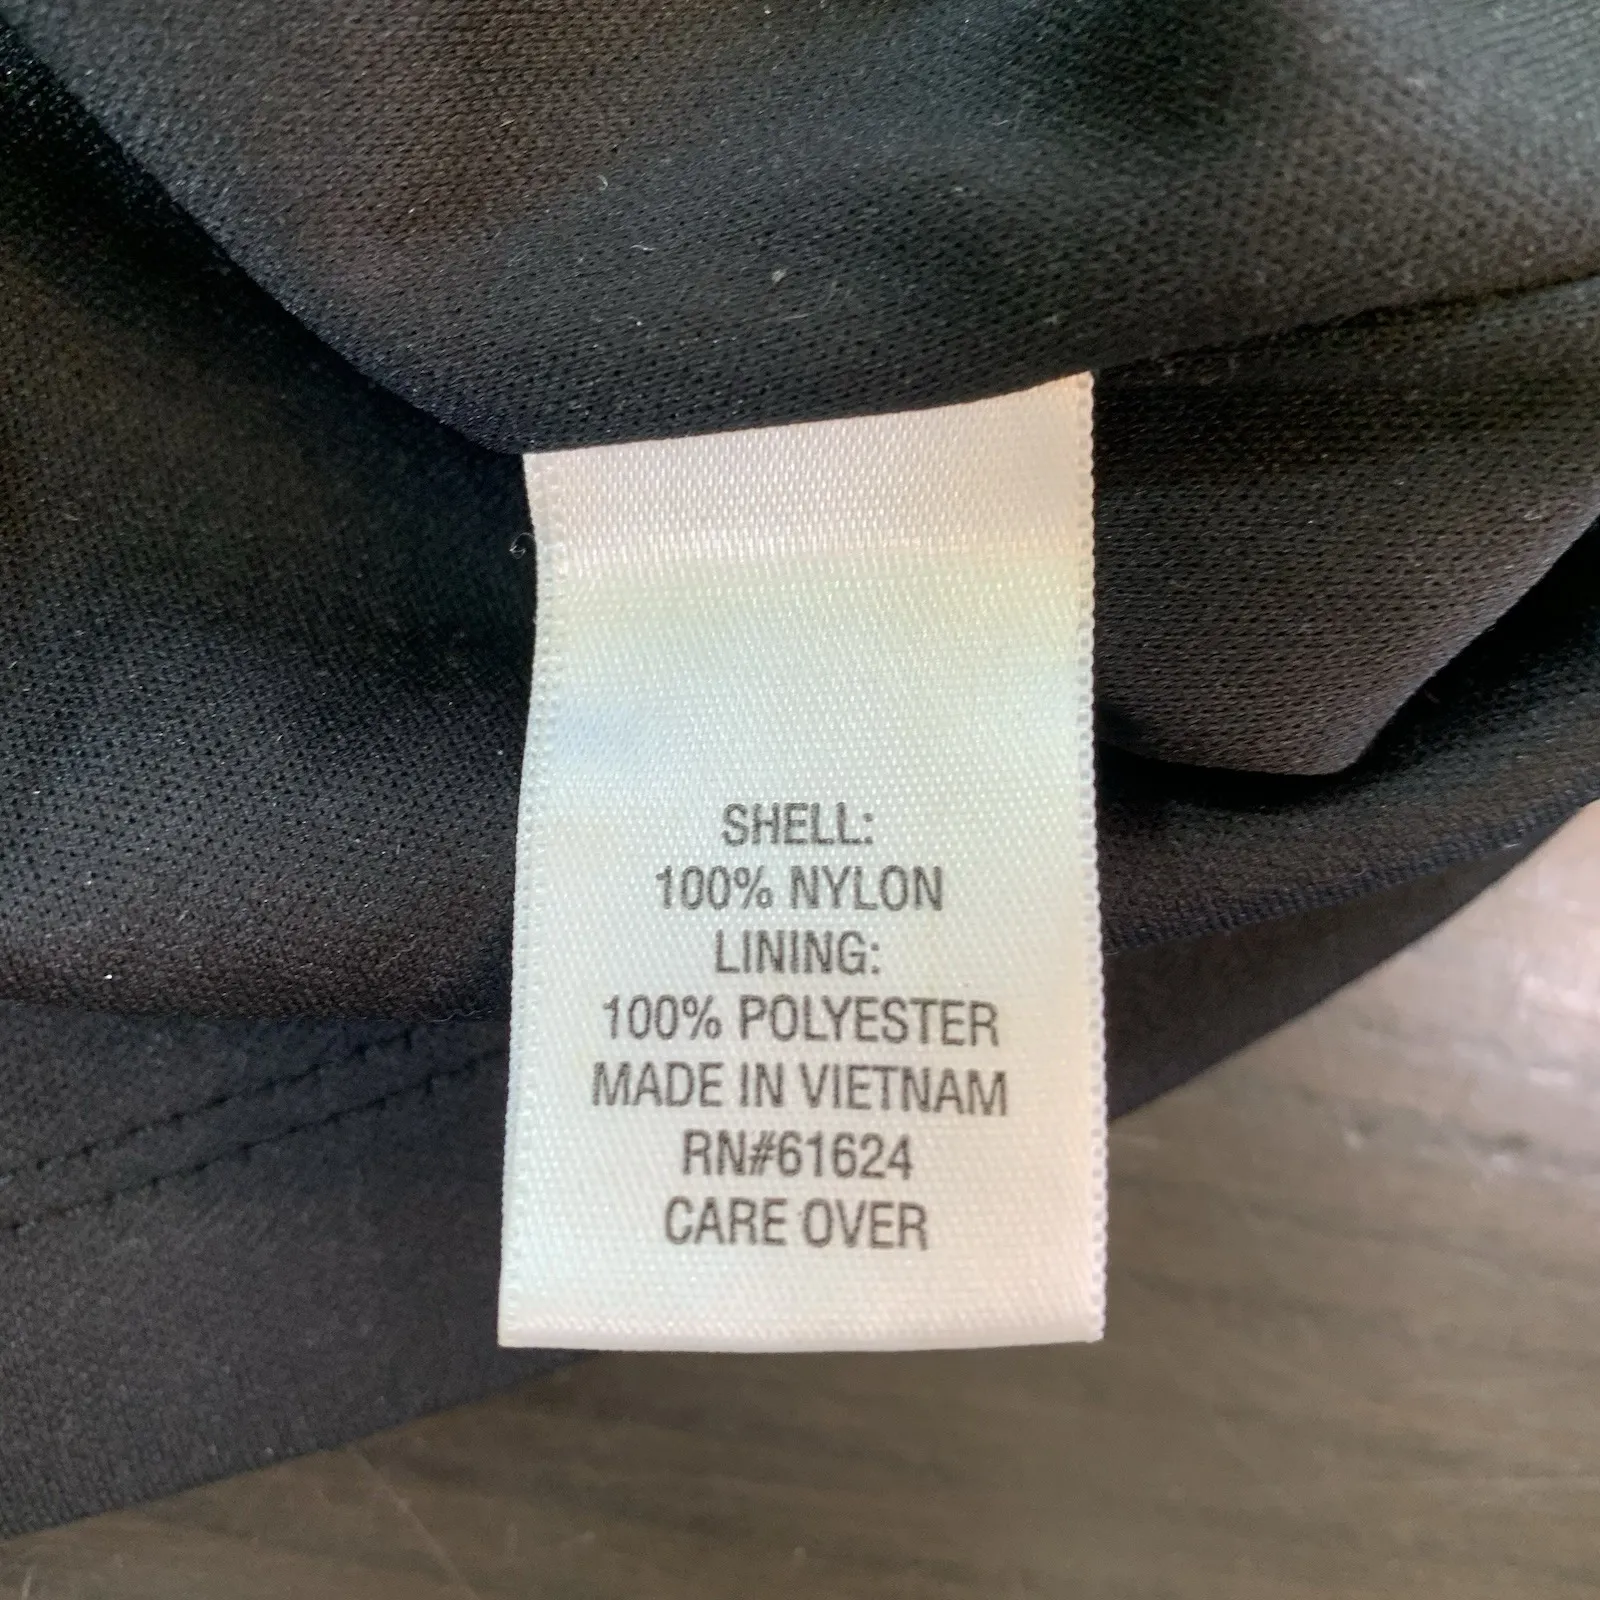 SHELL:
100% NYLON
LINING:
100% POLYESTER
MADE IN VIETNAM
RN#61624
CARE OVER